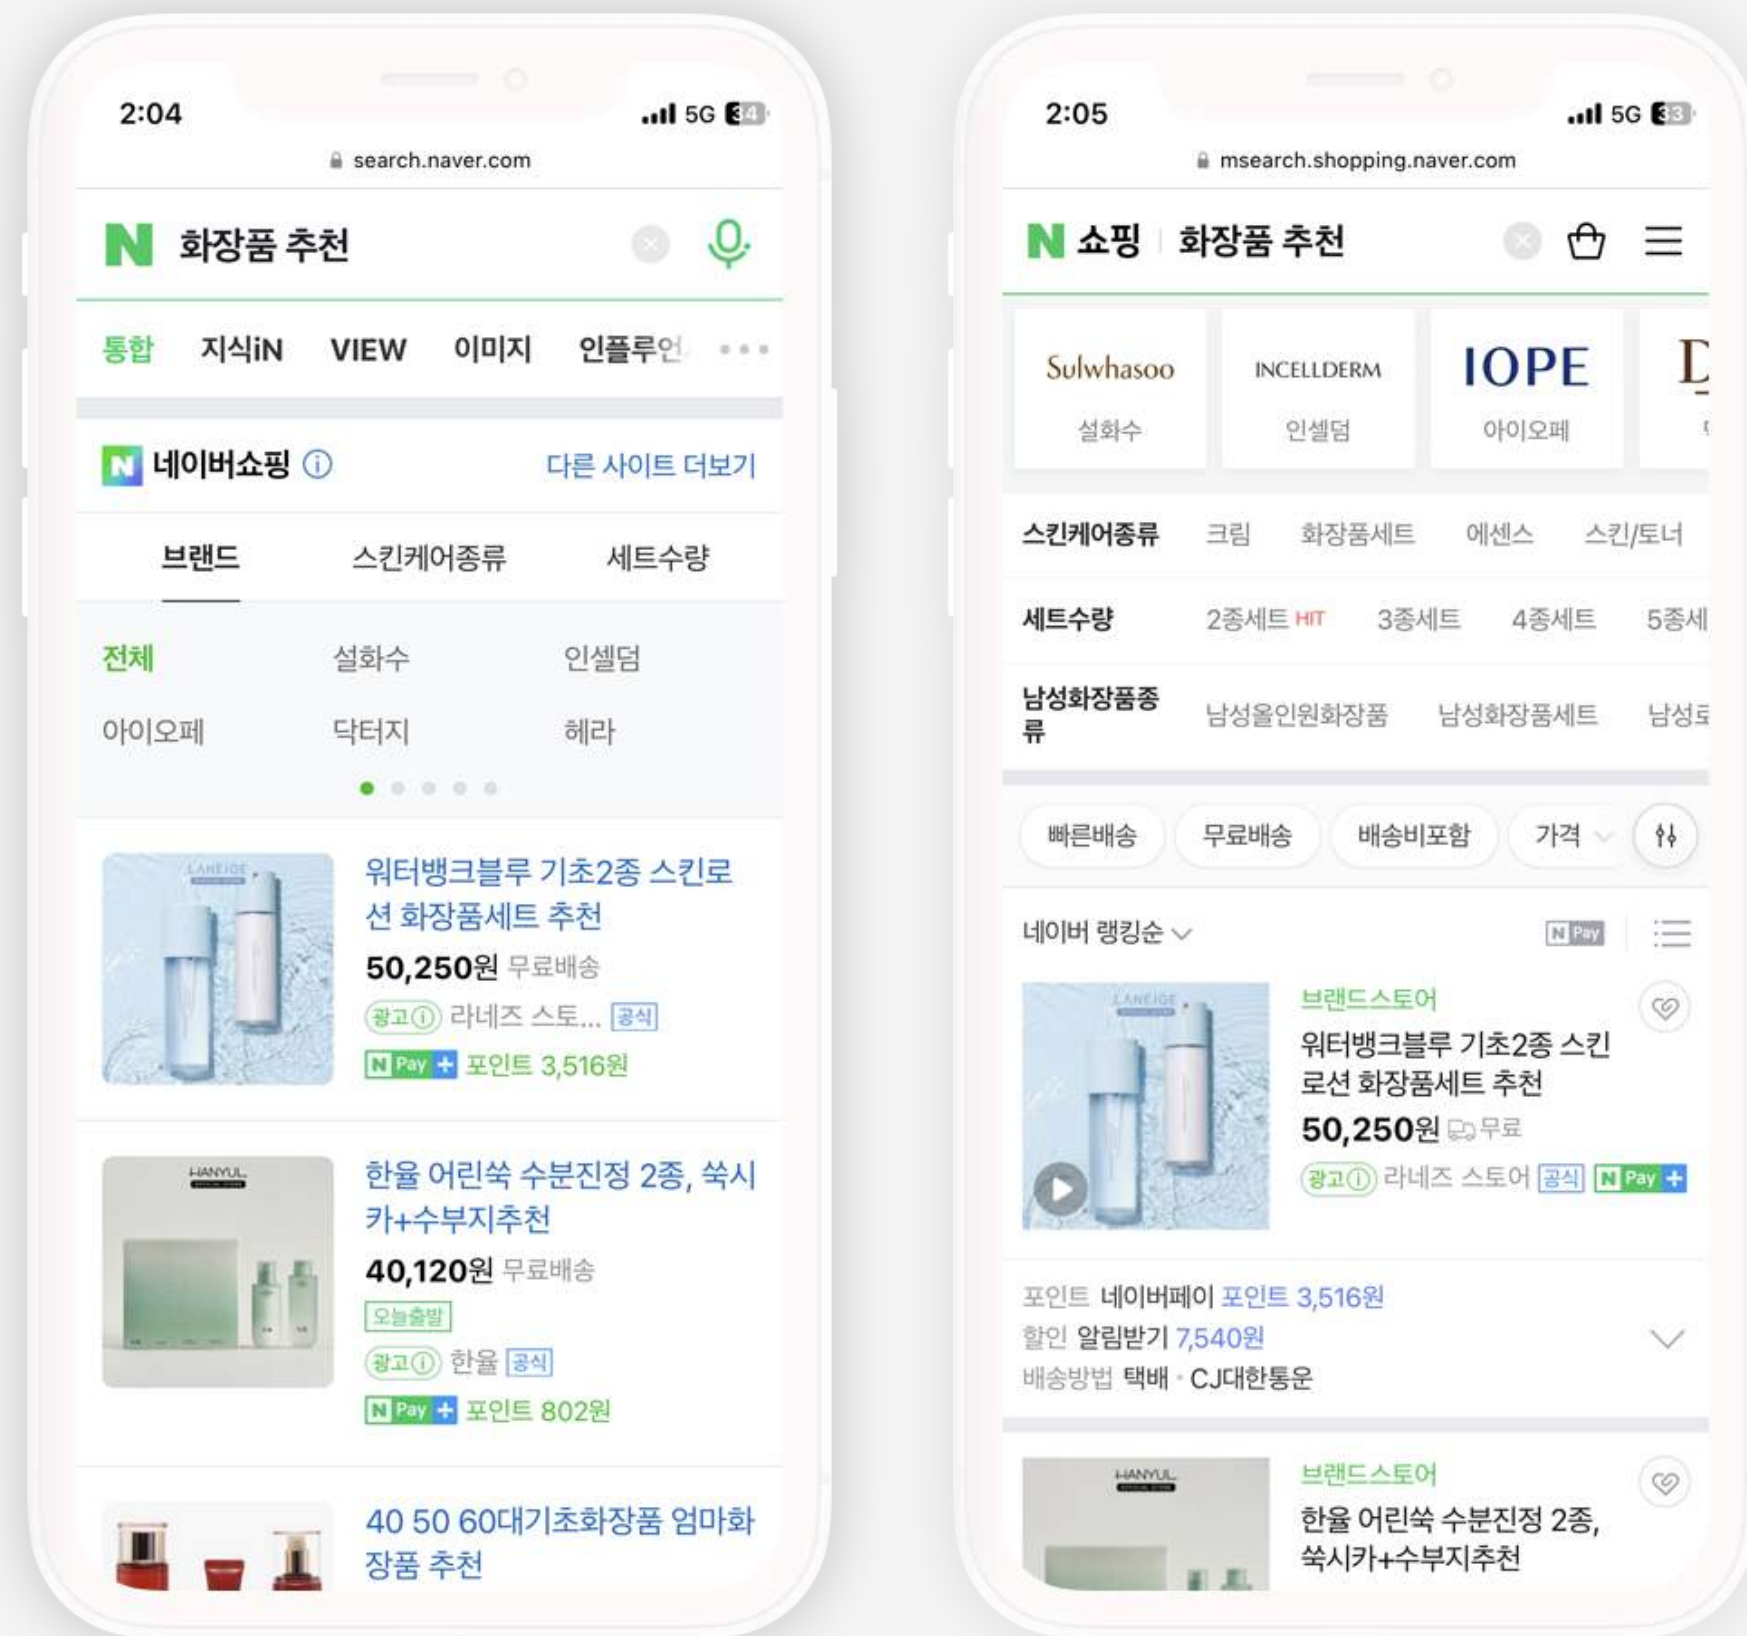 2:04
5G 34
search.naver.com
N 화장품 추천
통합 지식iN VIEW 이미지 인플루언
N 네이버쇼핑
다른 사이트 더보기
브랜드 스킨케어종류 세트수량
전체 설화수 인셀덤
아이오페 닥터지 헤라
LANEIGE
워터뱅크블루 기초2종 스킨로
션 화장품세트 추천
50,250원 무료배송
광고 라네즈 스토... 공식
N Pay + 포인트 3,516원
HANYUL
한율 어린쑥 수분진정 2종, 쑥시
카+수부지추천
40,120원 무료배송
오늘출발
광고 한율 공식
N Pay + 포인트 802원
40 50 60대기초화장품 엄마화
장품 추천
2:05
5G 33
msearch.shopping.naver.com
N 쇼핑 화장품 추천
Sulwhasoo INCELLDERM IOPE D
설화수 인셀덤 아이오페
스킨케어종류 크림 화장품세트 에센스 스킨/토너
세트수량 2종세트 HIT 3종세트 4종세트 5종세
남성화장품종
류
남성올인원화장품 남성화장품세트 남성로
빠른배송 무료배송 배송비포함 가격
네이버 랭킹순
N Pay
LANEIGE
브랜드스토어
워터뱅크블루 기초2종 스킨
로션 화장품세트 추천
50,250원 무료
광고 라네즈 스토어 공식 N Pay +
포인트 네이버페이 포인트 3,516원
할인 알림받기 7,540원
배송방법 택배 • CJ대한통운
HANYUL
브랜드스토어
한율 어린쑥 수분진정 2종,
쑥시카+수부지추천